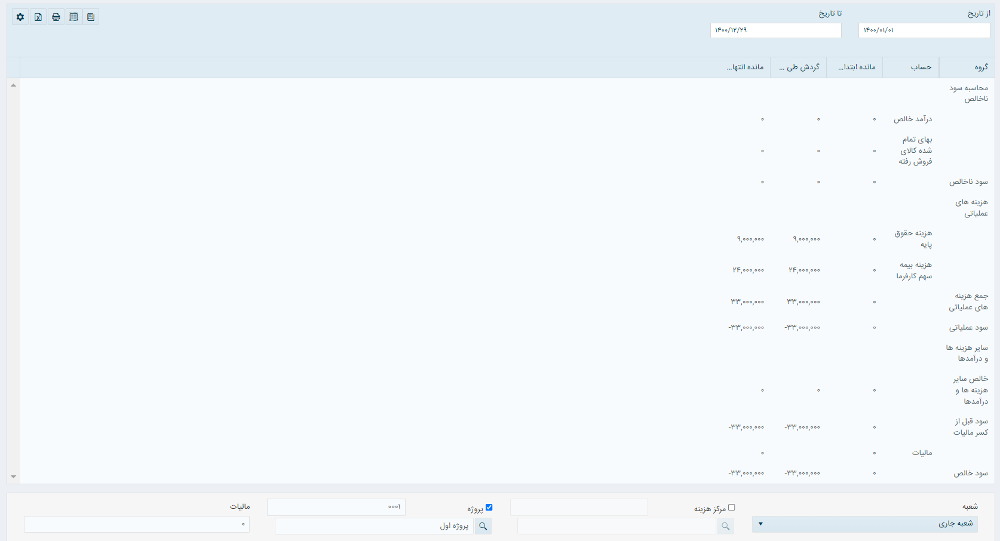 از تاریخ
تا تاریخ
۱۴۰۰/۰۱/۰۱
۱۴۰۰/۱۲/۲۹
گروه	حساب	مانده ابتدا...	گردش طی ...	مانده انتها...
محاسبه سود
ناخالص
درآمد خالص	۰	۰	۰
بهای تمام
شده کالای	۰	۰	۰
فروش رفته
سود ناخالص	۰	۰	۰
هزینه های
عملیاتی
هزینه حقوق
پایه	۰	۹,۰۰۰,۰۰۰	۹,۰۰۰,۰۰۰
هزینه بیمه
سهم کارفرما	۰	۲۴,۰۰۰,۰۰۰	۲۴,۰۰۰,۰۰۰
جمع هزینه
های عملیاتی	۰	۳۳,۰۰۰,۰۰۰	۳۳,۰۰۰,۰۰۰
سود عملیاتی	۰	-۳۳,۰۰۰,۰۰۰	-۳۳,۰۰۰,۰۰۰
سایر هزینه ها
و درآمدها
خالص سایر
هزینه ها و	۰	۰	۰
درآمدها
سود قبل از
کسر مالیات	۰	-۳۳,۰۰۰,۰۰۰	-۳۳,۰۰۰,۰۰۰
مالیات	۰	۰
سود خالص	۰	-۳۳,۰۰۰,۰۰۰	-۳۳,۰۰۰,۰۰۰
شعبه
شعبه جاری
مرکز هزینه
پروژه
۰۰۰۱
پروژه اول
مالیات
۰